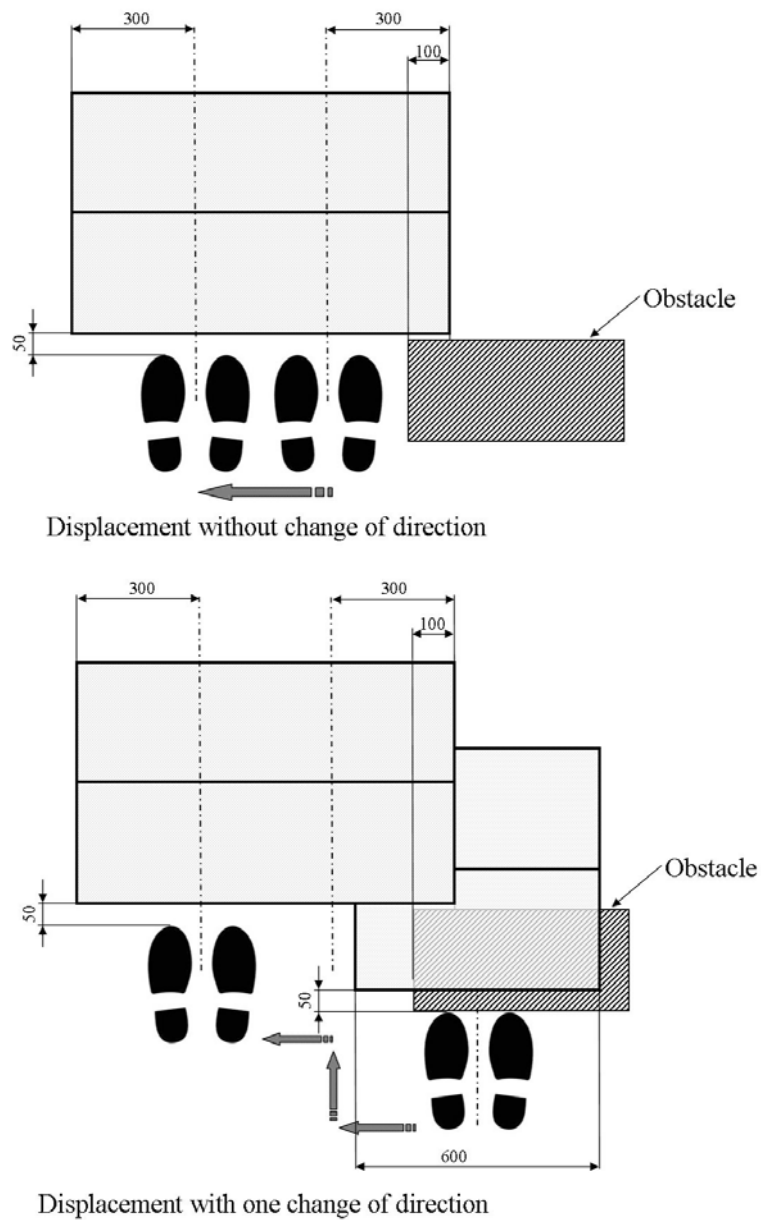 300
300
100
Obstacle
50
Displacement without change of direction
300
300
100
Obstacle
50
50
600
Displacement with one change of direction